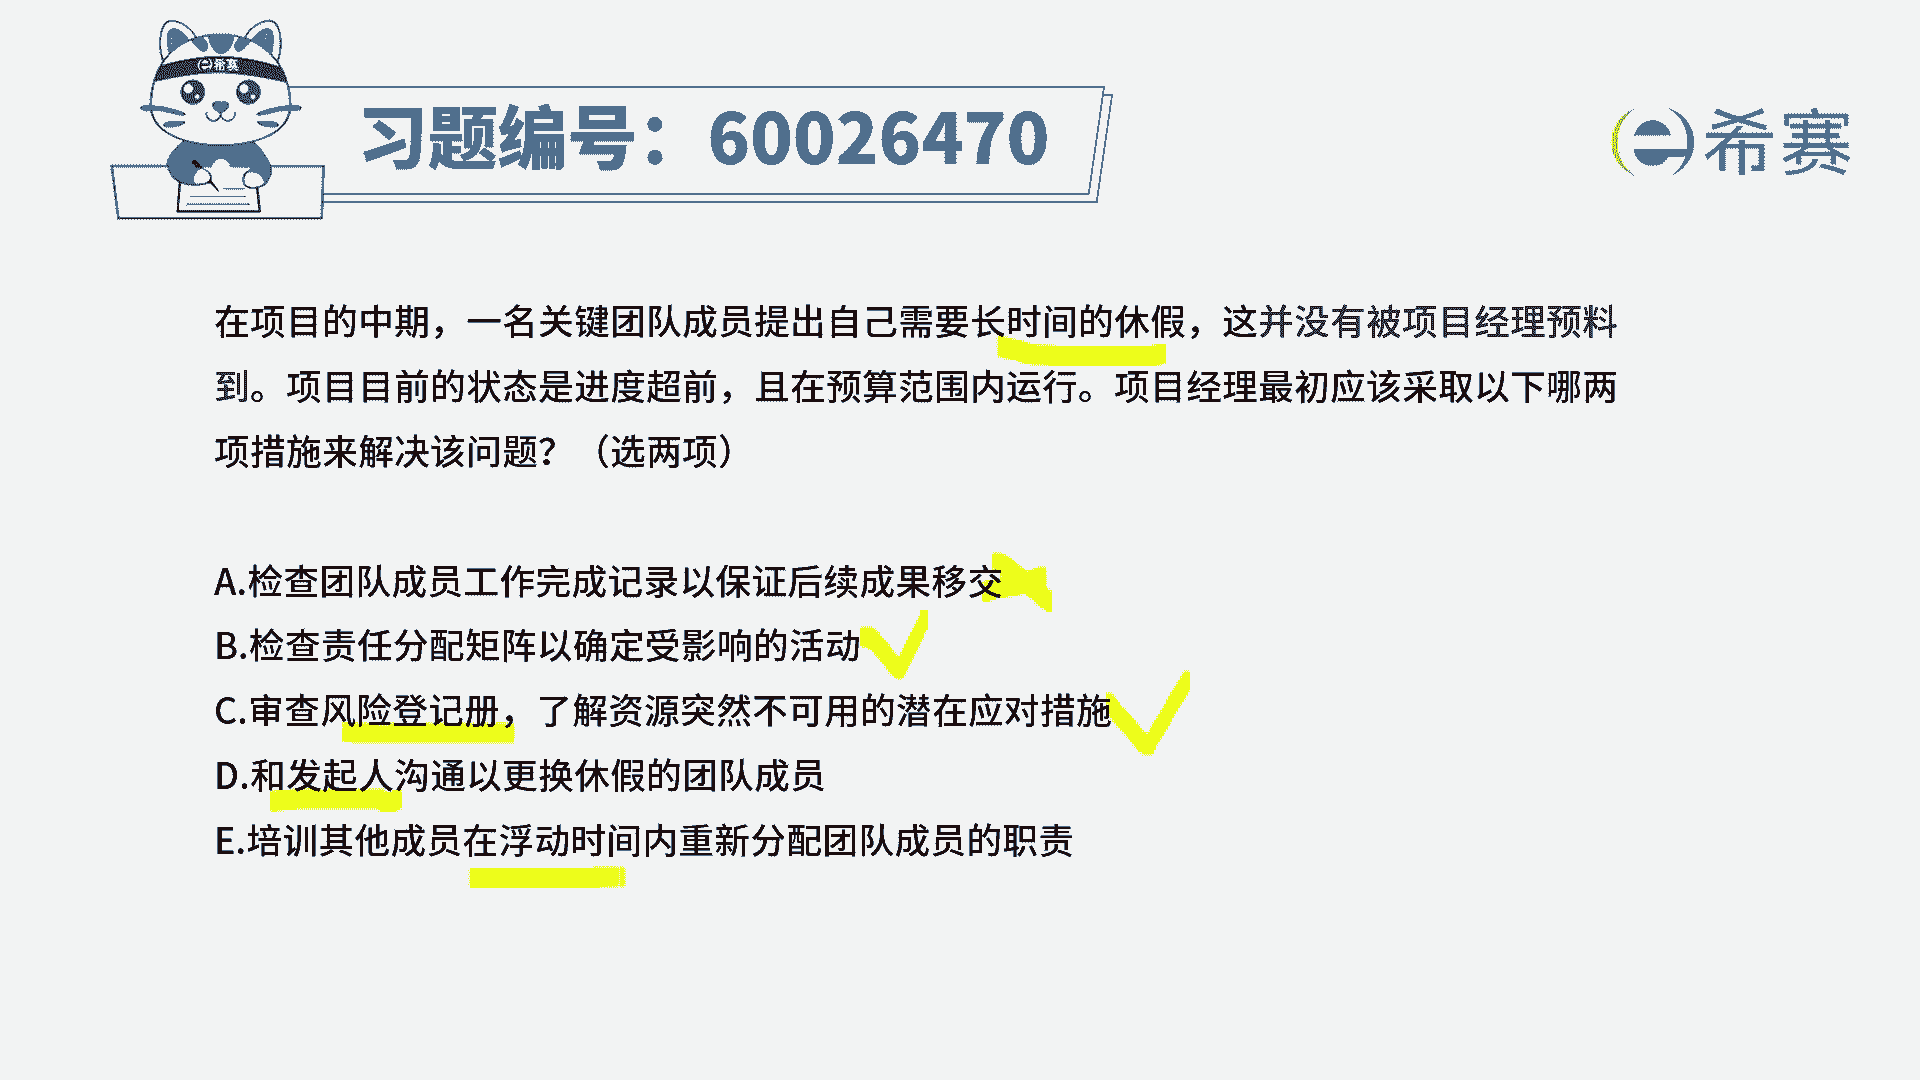 希赛
习题编号：60026470
希赛
在项目的中期，一名关键团队成员提出自己需要长时间的休假，这并没有被项目经理预料
到。项目目前的状态是进度超前，且在预算范围内运行。项目经理最初应该采取以下哪两
项措施来解决该问题？（选两项）
A.检查团队成员工作完成记录以保证后续成果移交
B.检查责任分配矩阵以确定受影响的活动
C.审查风险登记册，了解资源突然不可用的潜在应对措施
D.和发起人沟通以更换休假的团队成员
E.培训其他成员在浮动时间内重新分配团队成员的职责